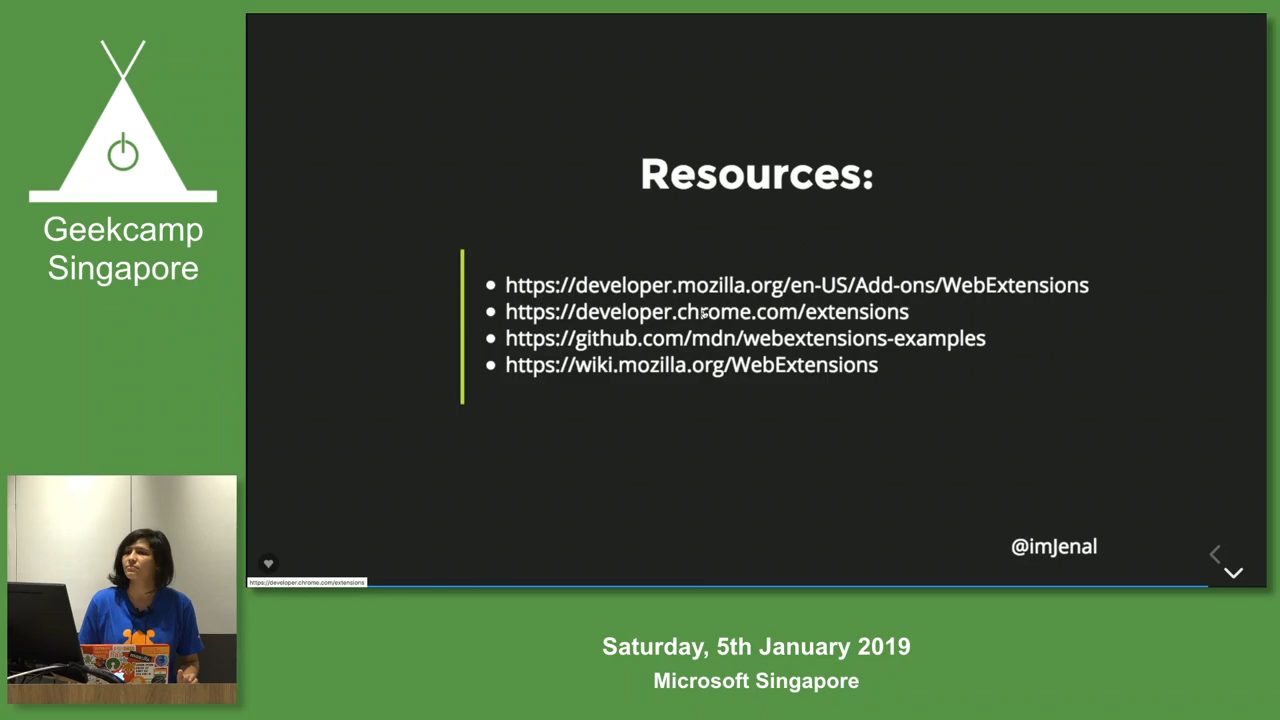 Geekcamp
Singapore
Resources:
https://developer.mozilla.org/en-US/Add-ons/WebExtensions
https://developer.chrome.com/extensions
https://github.com/mdn/webextensions-examples
https://wiki.mozilla.org/WebExtensions
@imJenal
https://developer.chrome.com/extensions
Saturday, 5th January 2019
Microsoft Singapore